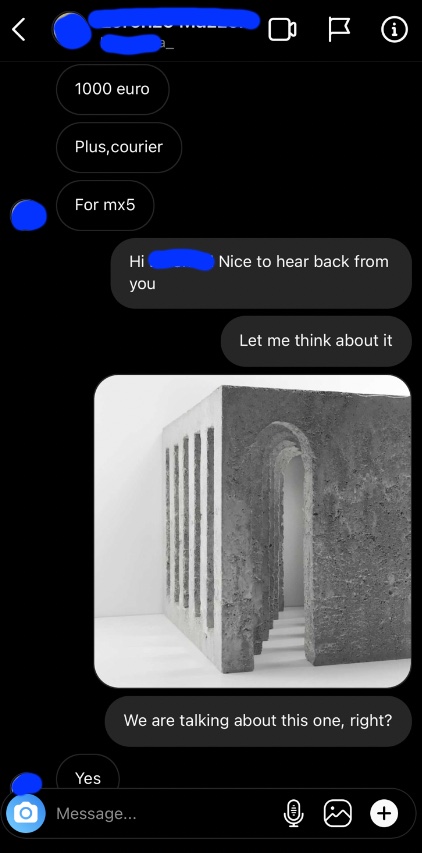 1000 euro
Plus,courier
For mx5
Hi Nice to hear back from
you
Let me think about it
We are talking about this one, right?
Yes
Message...